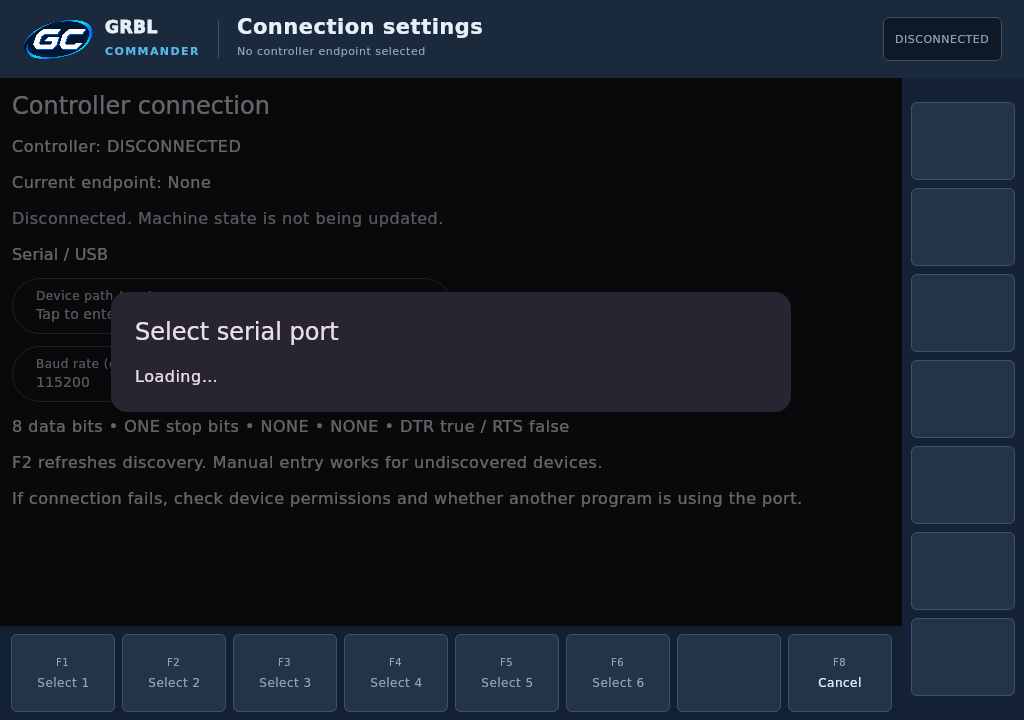 GC
GRBL
COMMANDER
Connection settings
No controller endpoint selected
DISCONNECTED
Controller connection
Controller: DISCONNECTED
Current endpoint: None
Disconnected. Machine state is not being updated.
Serial / USB
Device path
Tap to ente
Select serial port
Loading...
Baud rate
115200
8 data bits • ONE stop bits • NONE • NONE • DTR true / RTS false
F2 refreshes discovery. Manual entry works for undiscovered devices.
If connection fails, check device permissions and whether another program is using the port.
F1
Select 1
F2
Select 2
F3
Select 3
F4
Select 4
F5
Select 5
F6
Select 6
F8
Cancel